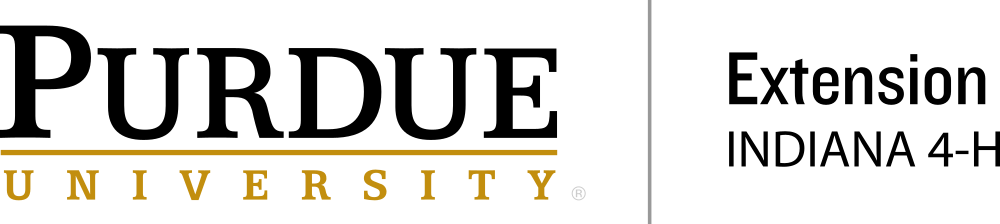 PURDUE
UNIVERSITY®
Extension
INDIANA 4-H